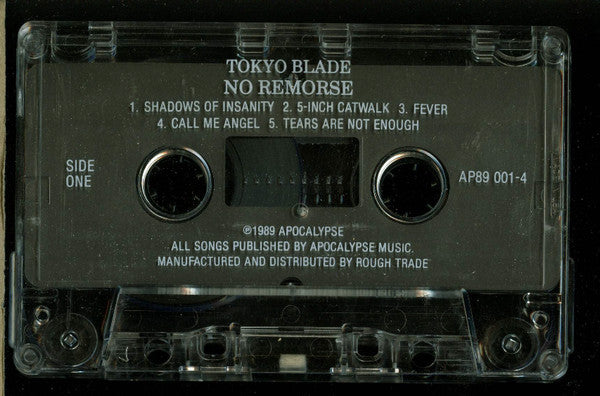 TOKYO BLADE
NO REMORSE
1. SHADOWS OF INSANITY 2. 5-INCH CATWALK 3. FEVER
4. CALL ME ANGEL 5. TEARS ARE NOT ENOUGH
SIDE
ONE
AP89 001-4
℗1989 APOCALYPSE
ALL SONGS PUBLISHED BY APOCALYPSE MUSIC.
MANUFACTURED AND DISTRIBUTED BY ROUGH TRADE